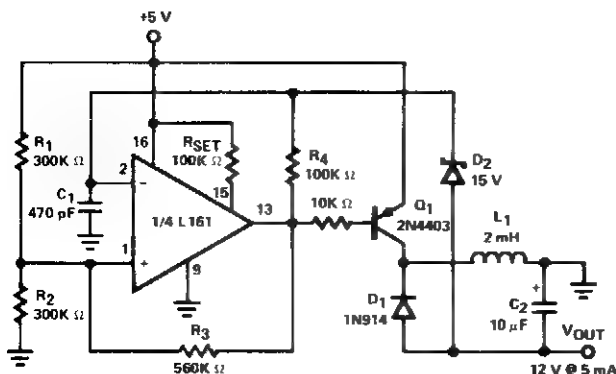 +5 V
R1
300K Ω
16
RSET
100K Ω
R4
100K Ω
D2
15 V
2
−
15
C1
470 pF
1/4 L161
13
10K Ω
Q1
2N4403
L1
2 mH
1
+
9
R2
300K Ω
R3
560K Ω
D1
1N914
+
C2
10 μF
VOUT
12 V @ 5 mA